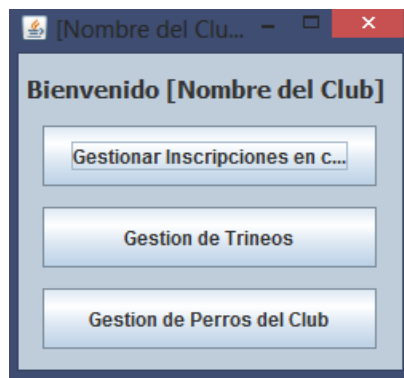 [Nombre del Clu...
Bienvenido [Nombre del Club]
Gestionar Inscripciones en c...
Gestion de Trineos
Gestion de Perros del Club